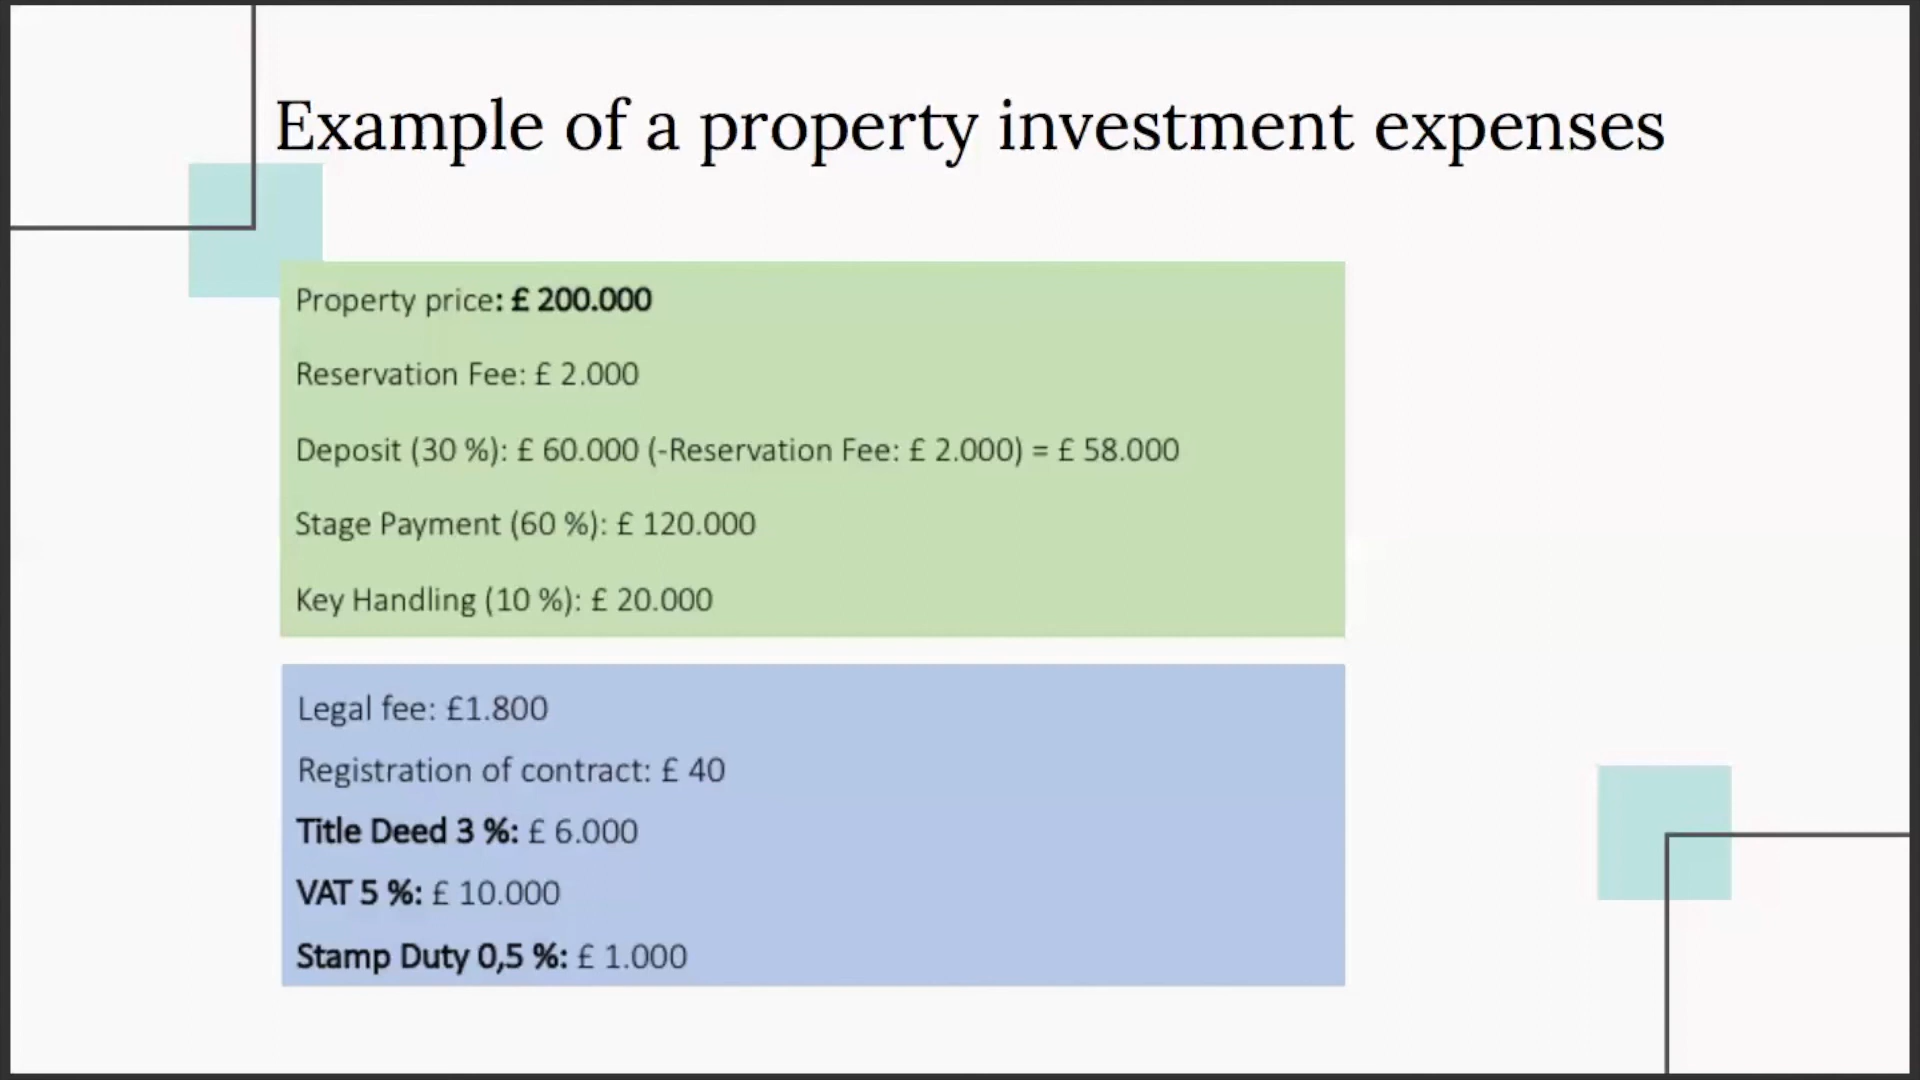 Example of a property investment expenses
Property price: £ 200.000
Reservation Fee: £ 2.000
Deposit (30 %): £ 60.000 (-Reservation Fee: £ 2.000) = £ 58.000
Stage Payment (60 %): £ 120.000
Key Handling (10 %): £ 20.000
Legal fee: £1.800
Registration of contract: £ 40
Title Deed 3 %: £ 6.000
VAT 5 %: £ 10.000
Stamp Duty 0,5 %: £ 1.000